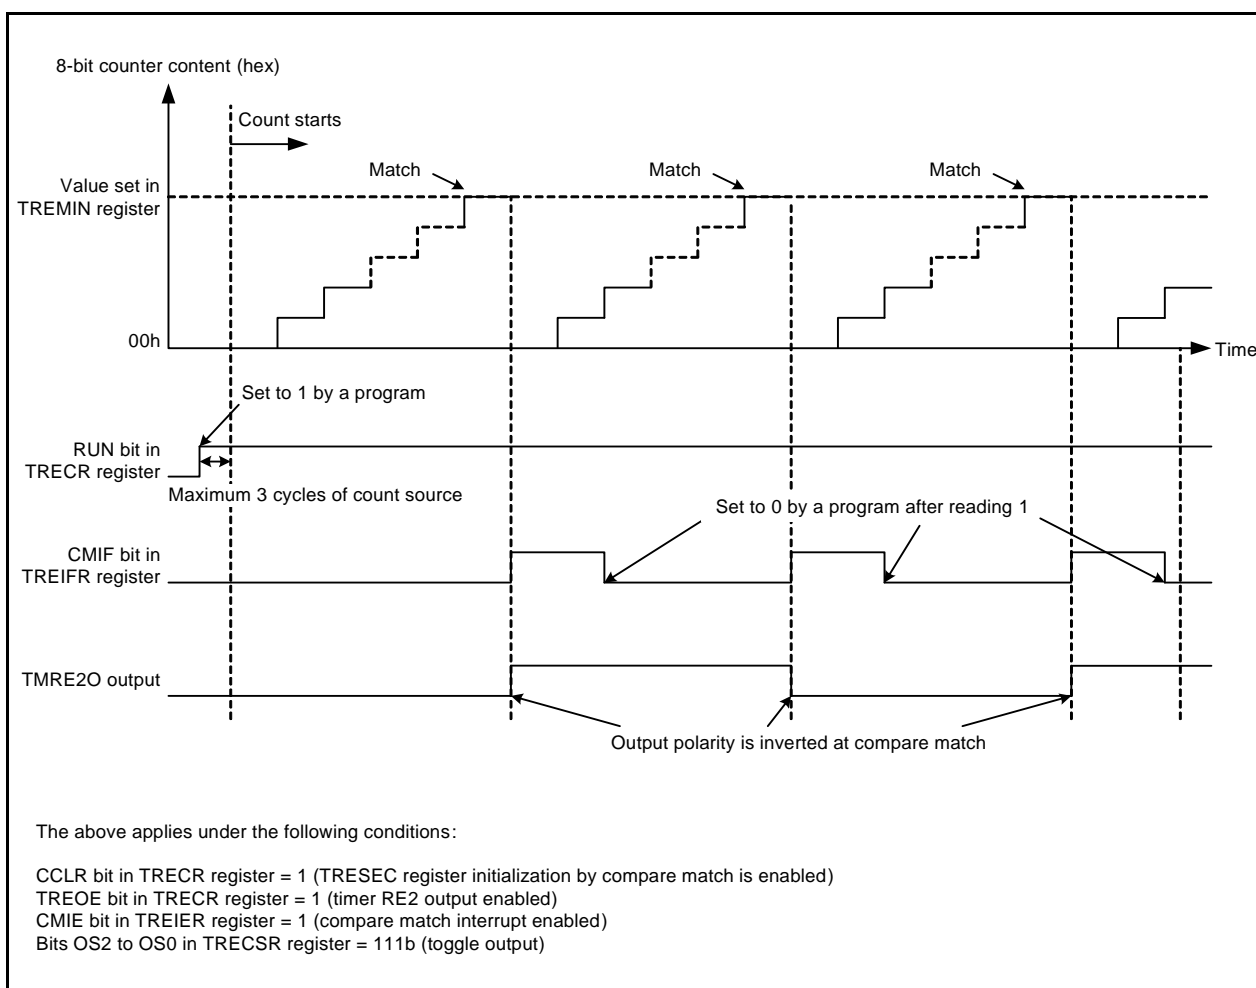 8-bit counter content (hex)
Count starts
Match
Match
Match
Value set in
TREMIN register
00h
Time
Set to 1 by a program
RUN bit in
TRECR register
Maximum 3 cycles of count source
Set to 0 by a program after reading 1
CMIF bit in
TREIFR register
TMRE2O output
Output polarity is inverted at compare match
The above applies under the following conditions:
CCLR bit in TRECR register = 1 (TRESEC register initialization by compare match is enabled)
TREOE bit in TRECR register = 1 (timer RE2 output enabled)
CMIE bit in TREIER register = 1 (compare match interrupt enabled)
Bits OS2 to OS0 in TRECSR register = 111b (toggle output)